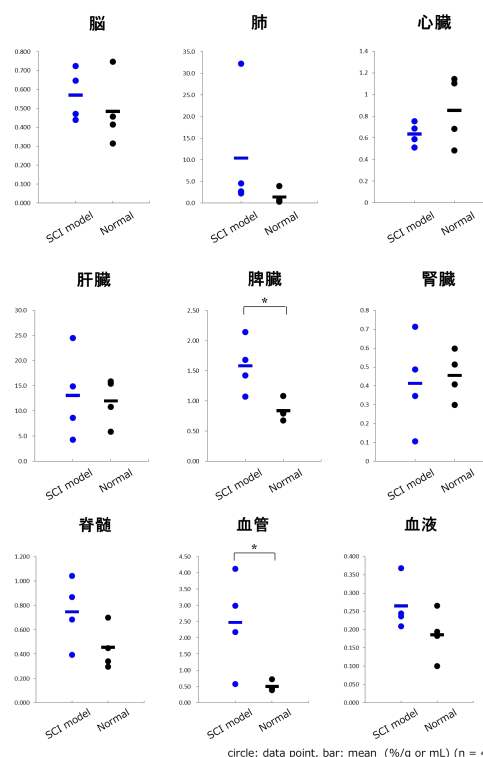 脳
0.800
0.700
0.600
0.500
0.400
0.300
0.200
0.100
0.000
SCI model
Normal
肺
35.0
30.0
25.0
20.0
15.0
10.0
5.0
0.0
SCI model
Normal
心臓
1.4
1.2
1
0.8
0.6
0.4
0.2
0
SCI model
Normal
肝臓
30.0
25.0
20.0
15.0
10.0
5.0
0.0
SCI model
Normal
脾臓
2.50
2.00
1.50
1.00
0.50
0.00
*
SCI model
Normal
腎臓
0.8
0.7
0.6
0.5
0.4
0.3
0.2
0.1
0
SCI model
Normal
脊髄
1.200
1.000
0.800
0.600
0.400
0.200
0.000
SCI model
Normal
血管
4.50
4.00
3.50
3.00
2.50
2.00
1.50
1.00
0.50
0.00
*
SCI model
Normal
血液
0.400
0.350
0.300
0.250
0.200
0.150
0.100
0.050
0.000
SCI model
Normal
circle: data point, bar: mean (%/g or mL) (n =